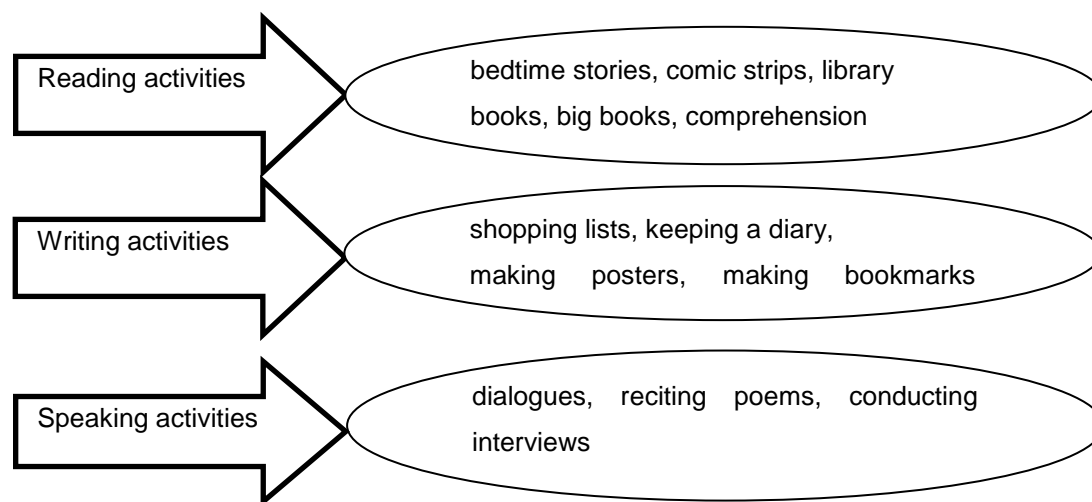 Reading activities
bedtime stories, comic strips, library
books, big books, comprehension
Writing activities
shopping lists, keeping a diary,
making posters, making bookmarks
Speaking activities
dialogues, reciting poems, conducting
interviews